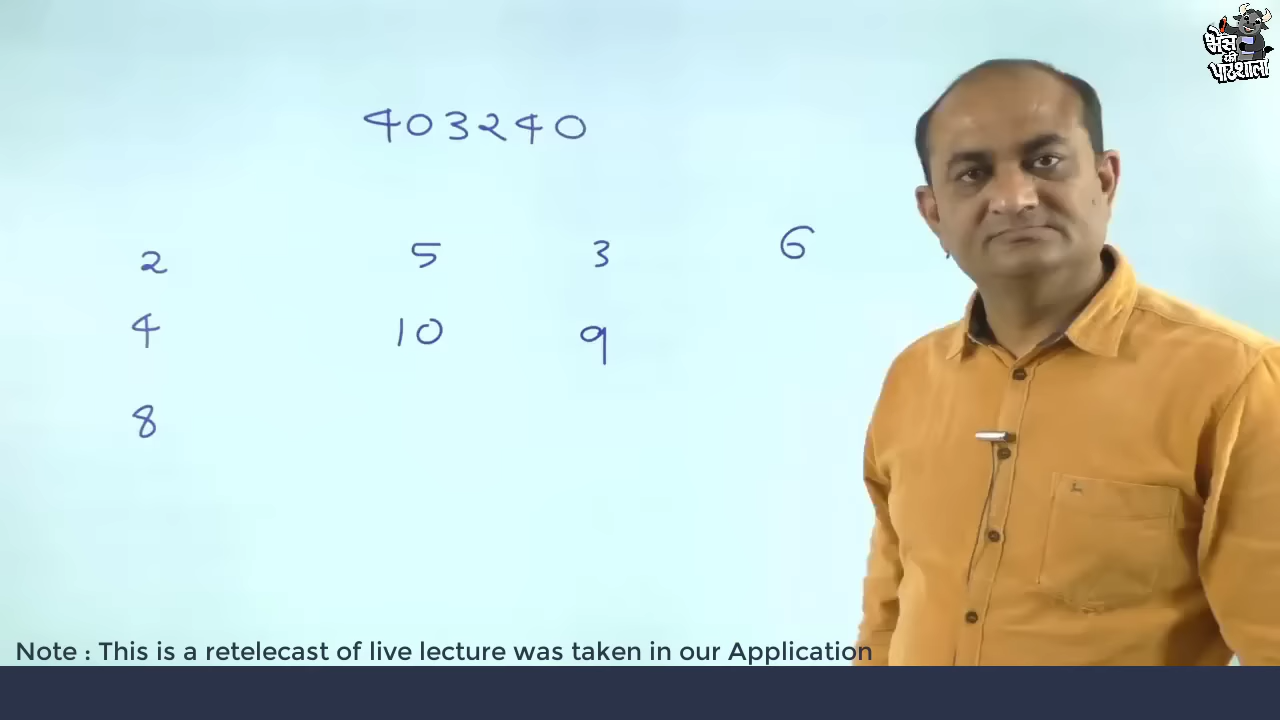 भैंस
की
पाठशाला
403240
2 5 3 6
4 10 9
8
Note : This is a retelecast of live lecture was taken in our Application